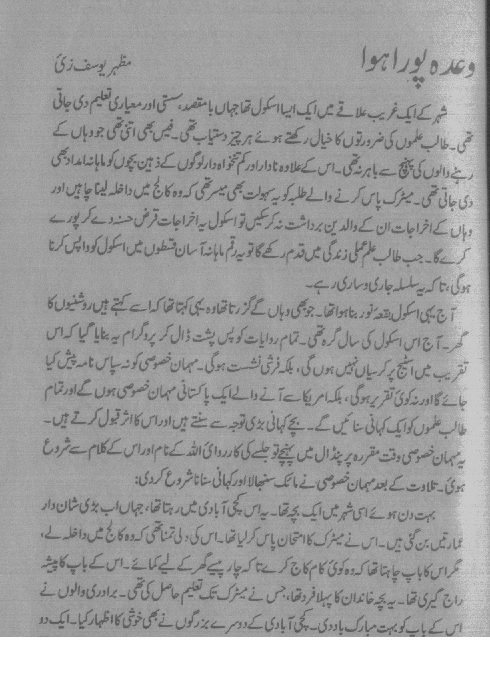 وعدہ پورا ہوا
مظہر یوسف زئی
شہر کے ایک غریب علاقے میں ایک ایسا اسکول تھا جہاں بامقصد، سستی اور معیاری تعلیم دی جاتی
تھی۔ طالب علموں کی ضرورتوں کا خیال رکھتے ہوئے ہر چیز دستیاب تھی۔ فیس بھی اتنی تھی جو وہاں کے
رہنے والوں کی پہنچ سے باہر نہ تھی۔ اس کے علاوہ نادار اور کم تنخواہ دار لوگوں کے ذہین بچوں کو ماہانہ امداد بھی
دی جاتی تھی۔ میٹرک پاس کرنے والے طلبہ کو یہ سہولت بھی میسر تھی کہ وہ کالج میں داخلہ لینا چاہیں اور
وہاں کے اخراجات ان کے والدین برداشت نہ کر سکیں تو اسکول یہ اخراجات قرض حسنہ دے کر پورے
کرے گا۔ جب طالب علم عملی زندگی میں قدم رکھے گا تو یہ رقم ماہانہ آسان قسطوں میں اسکول کو واپس کرنا
ہوگی، تاکہ یہ سلسلہ جاری و ساری رہے۔
آج یہی اسکول بقعۂ نور بنا ہوا تھا۔ جو بھی وہاں سے گزرتا تھا وہ یہی کہتا تھا کہ اسے کہتے ہیں روشنیوں کا
گھر۔ آج اس اسکول کی سال گرہ تھی۔ تمام روایات کو پس پشت ڈال کر پروگرام یہ بنایا گیا کہ اس
تقریب میں اسٹیج پر کرسیاں نہیں ہوں گی، بلکہ فرشی نشست ہوگی۔ مہمان خصوصی کو نہ سپاس نامہ پیش کیا
جائے گا اور نہ کوئی تقریر ہوگی، بلکہ امریکا سے آنے والے ایک پاکستانی مہمان خصوصی ہوں گے اور تمام
طالب علموں کو ایک کہانی سنائیں گے۔ بچے کہانی بڑی توجہ سے سنتے ہیں اور اس کا اثر قبول کرتے ہیں۔
یہ مہمان خصوصی وقت مقررہ پر پنڈال میں پہنچے تو جلسے کی کارروائی اللہ کے نام اور اس کے کلام سے شروع
ہوئی۔ تلاوت کے بعد مہمان خصوصی نے مائک سنبھالا اور کہانی سنانا شروع کر دی:
بہت دن ہوئے اسی شہر میں ایک بچہ تھا۔ یہ اس کچی آبادی میں رہتا تھا، جہاں اب بڑی شان دار
عمارتیں بن گئی ہیں۔ اس نے میٹرک کا امتحان پاس کر لیا تھا۔ اس کی دلی تمنا تھی کہ وہ کالج میں داخلہ لے،
مگر اس کا باپ چاہتا تھا کہ وہ کوئی کام کاج کرے تاکہ چار پیسے گھر کے لیے کمائے۔ اس کے باپ کا پیشہ
راج گیری تھا۔ یہ بچہ خاندان کا پہلا فرد تھا، جس نے میٹرک تک تعلیم حاصل کی تھی۔ برادری والوں نے
اس کے باپ کو بہت مبارک باد دی۔ کچی آبادی کے دوسرے بزرگوں نے بھی خوشی کا اظہار کیا۔ ایک دو